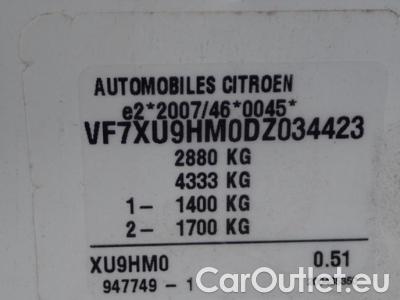 AUTOMOBILES CITROEN
e2*2007/46*0045*
VF7XU9HM0DZ034423
2880 KG
4333 KG
1- 1400 KG
2- 1700 KG
XU9HM0 0.51
947749 - 1
CarOutlet.eu